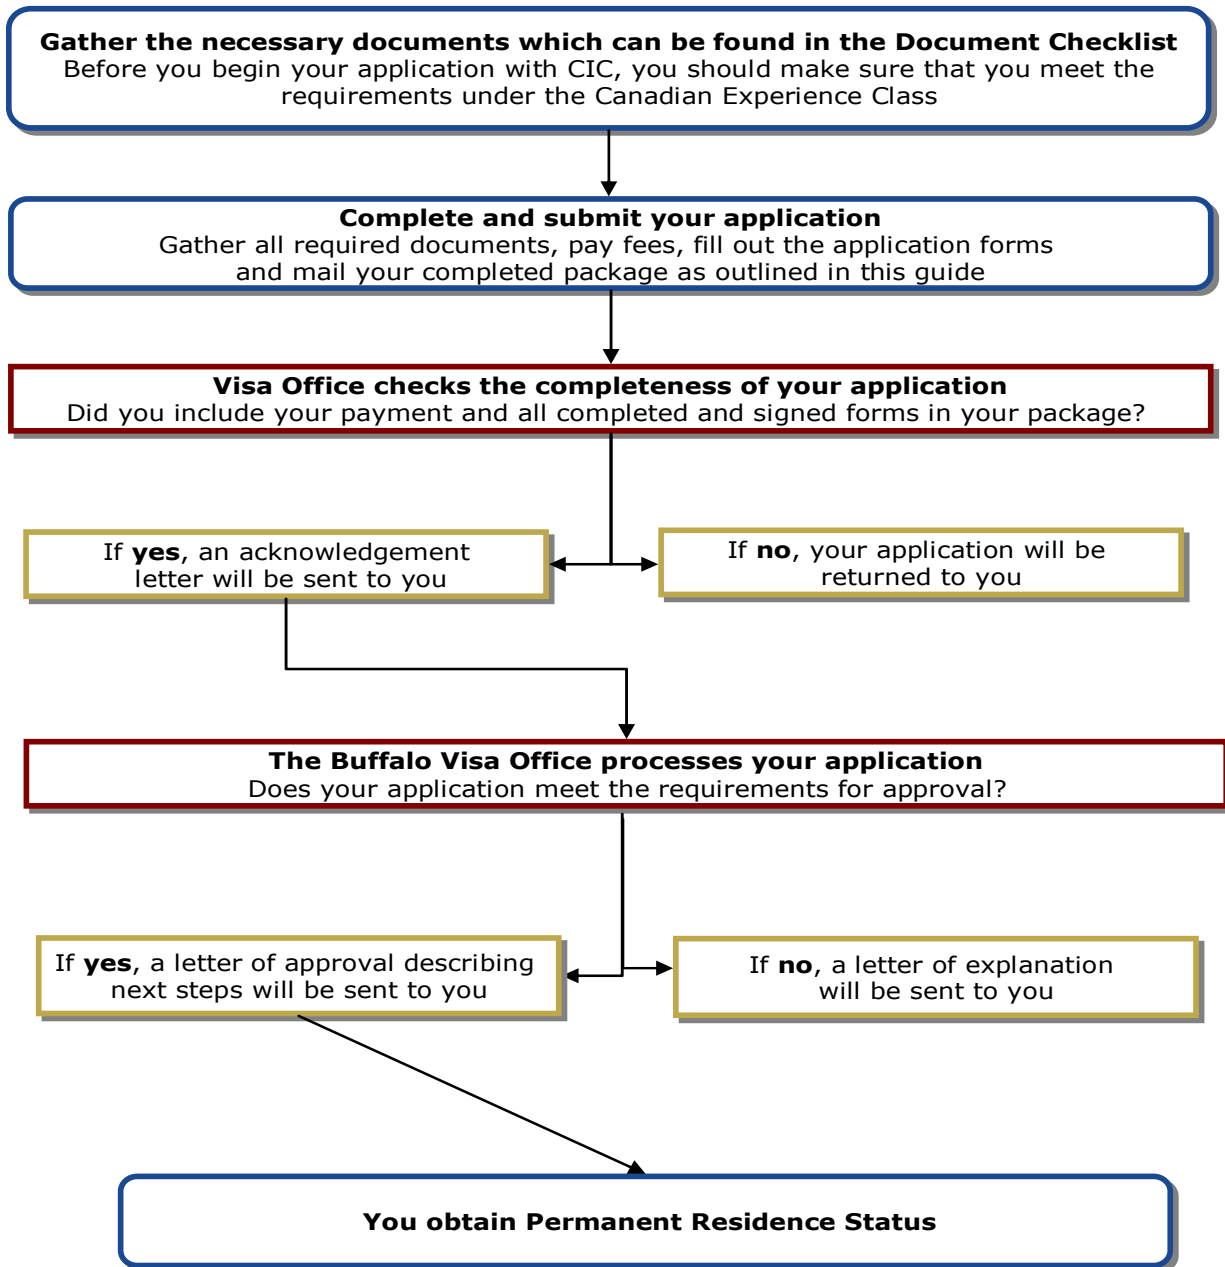 Gather the necessary documents which can be found in the Document Checklist
Before you begin your application with CIC, you should make sure that you meet the
requirements under the Canadian Experience Class
Complete and submit your application
Gather all required documents, pay fees, fill out the application forms
and mail your completed package as outlined in this guide
Visa Office checks the completeness of your application
Did you include your payment and all completed and signed forms in your package?
If yes, an acknowledgement
letter will be sent to you
If no, your application will be
returned to you
The Buffalo Visa Office processes your application
Does your application meet the requirements for approval?
If yes, a letter of approval describing
next steps will be sent to you
If no, a letter of explanation
will be sent to you
You obtain Permanent Residence Status